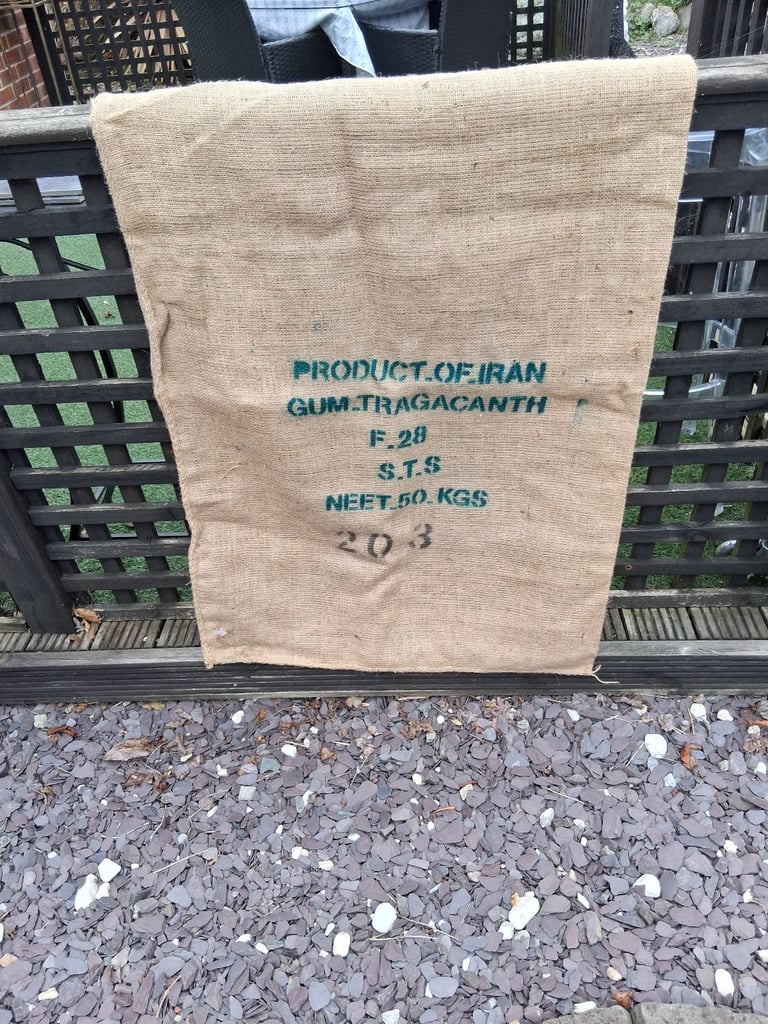 PRODUCT.OF.IRAN
GUM.TRAGACANTH
F.28
S.T.S
NEET.50.KGS
203